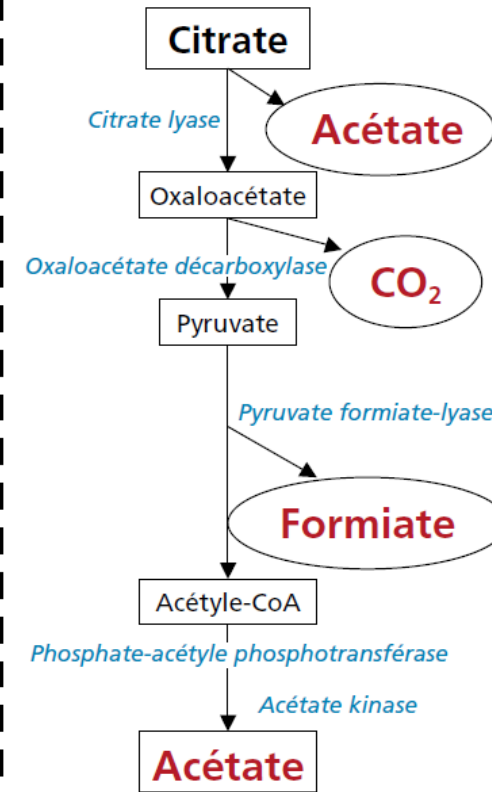 Citrate
Citrate lyase
Acétate
Oxaloacétate
Oxaloacétate décarboxylase
CO₂
Pyruvate
Pyruvate formiate-lyase
Formiate
Acétyle-CoA
Phosphate-acétyle phosphotransférase
Acétate kinase
Acétate